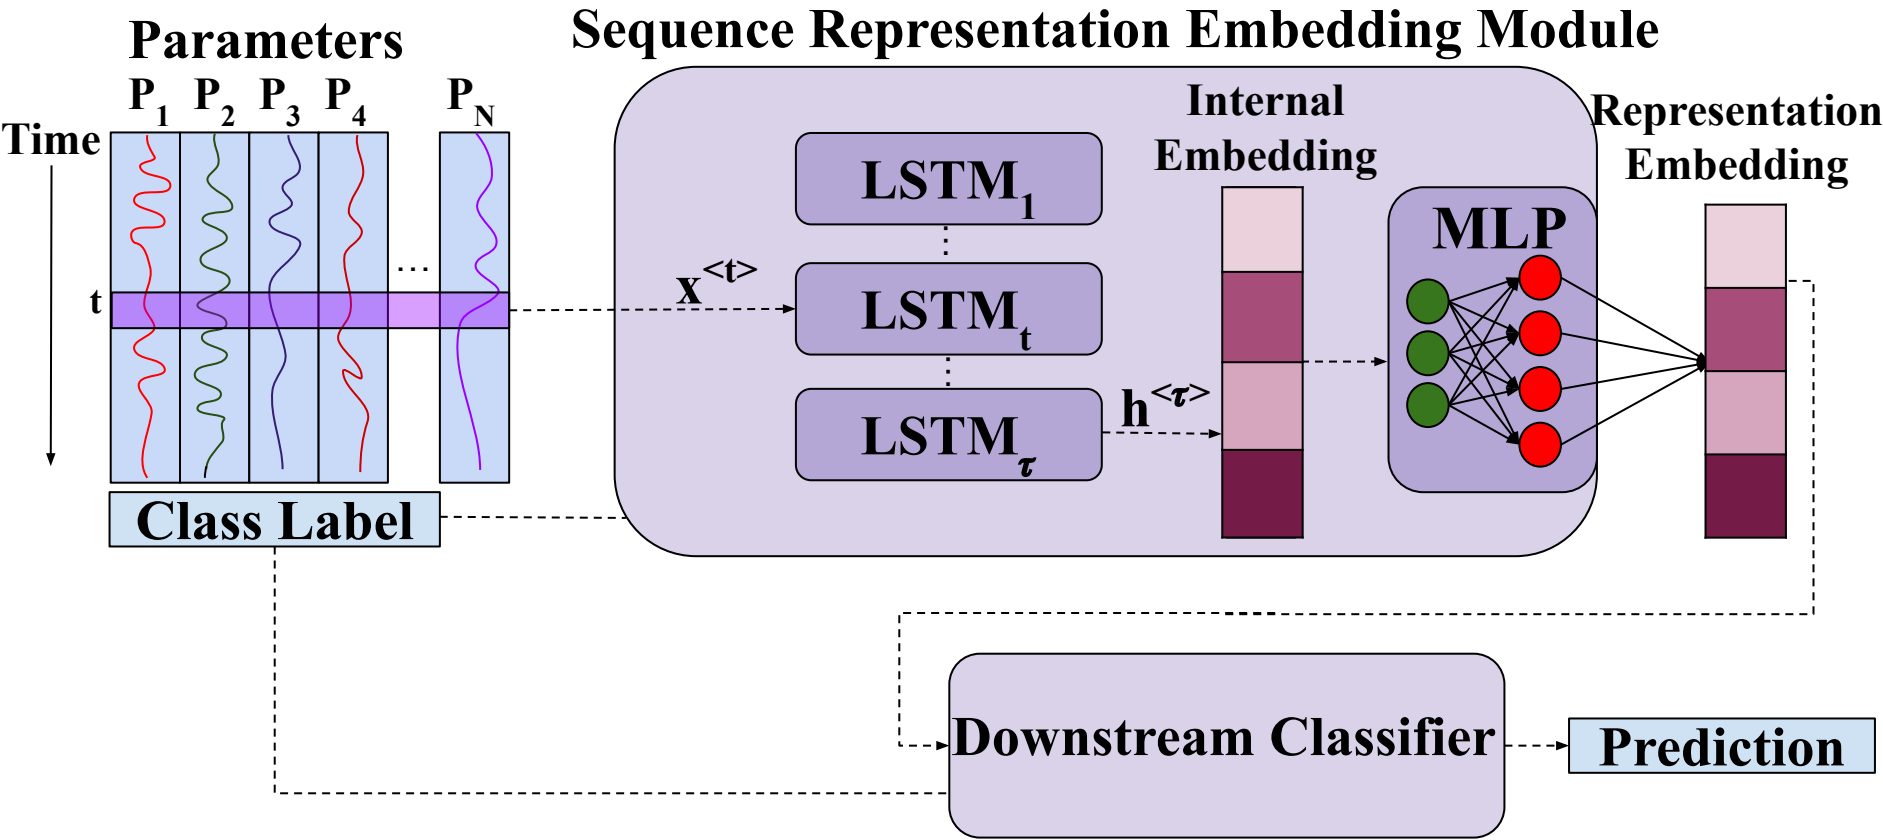 Sequence Representation Embedding Module
Parameters
P1 P2 P3 P4 ... PN
Time
t
Class Label
x<t>
LSTM1
LSTMt
LSTMτ
h<τ>
Internal
Embedding
MLP
Representation
Embedding
Downstream Classifier
Prediction